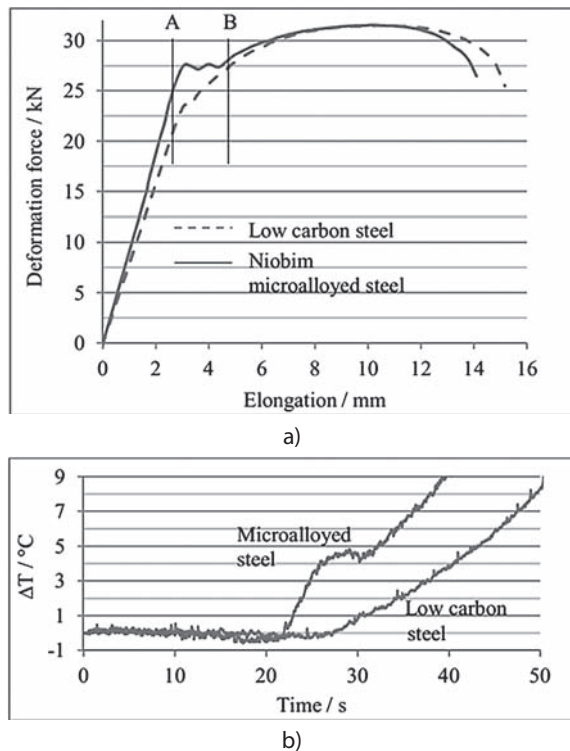 A B
30
25
20
15
10
5
0
Deformation force / kN
Low carbon steel
Niobim
microalloyed steel
0 2 4 6 8 10 12 14 16
Elongation / mm
a)
9
7
5
3
1
-1
ΔT / °C
Microalloyed
steel
Low carbon
steel
0 10 20 30 40 50
Time / s
b)